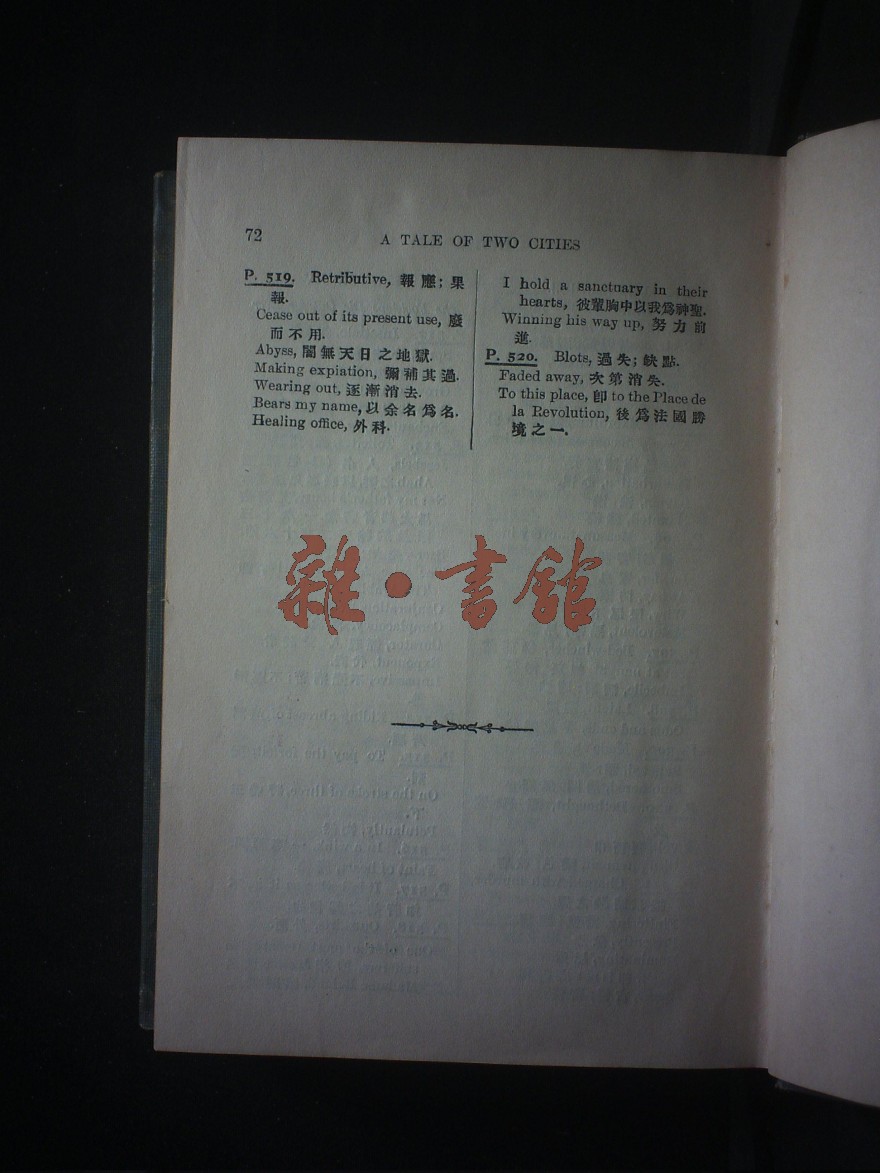 72
A TALE OF TWO CITIES
P. 519. Retributive, 報應; 果
報.
Cease out of its present use, 廢
而不用.
Abyss, 闇無天日之地獄.
Making expiation, 彌補其過.
Wearing out, 逐漸消去.
Bears my name, 以余名爲名.
Healing office, 外科.
I hold a sanctuary in their
hearts, 彼輩胸中以我爲神聖.
Winning his way up, 努力前
進.
P. 520. Blots, 過失; 缺點.
Faded away, 次第消失.
To this place, 卽 to the Place de
la Revolution, 後爲法國勝
境之一.
雜·書館